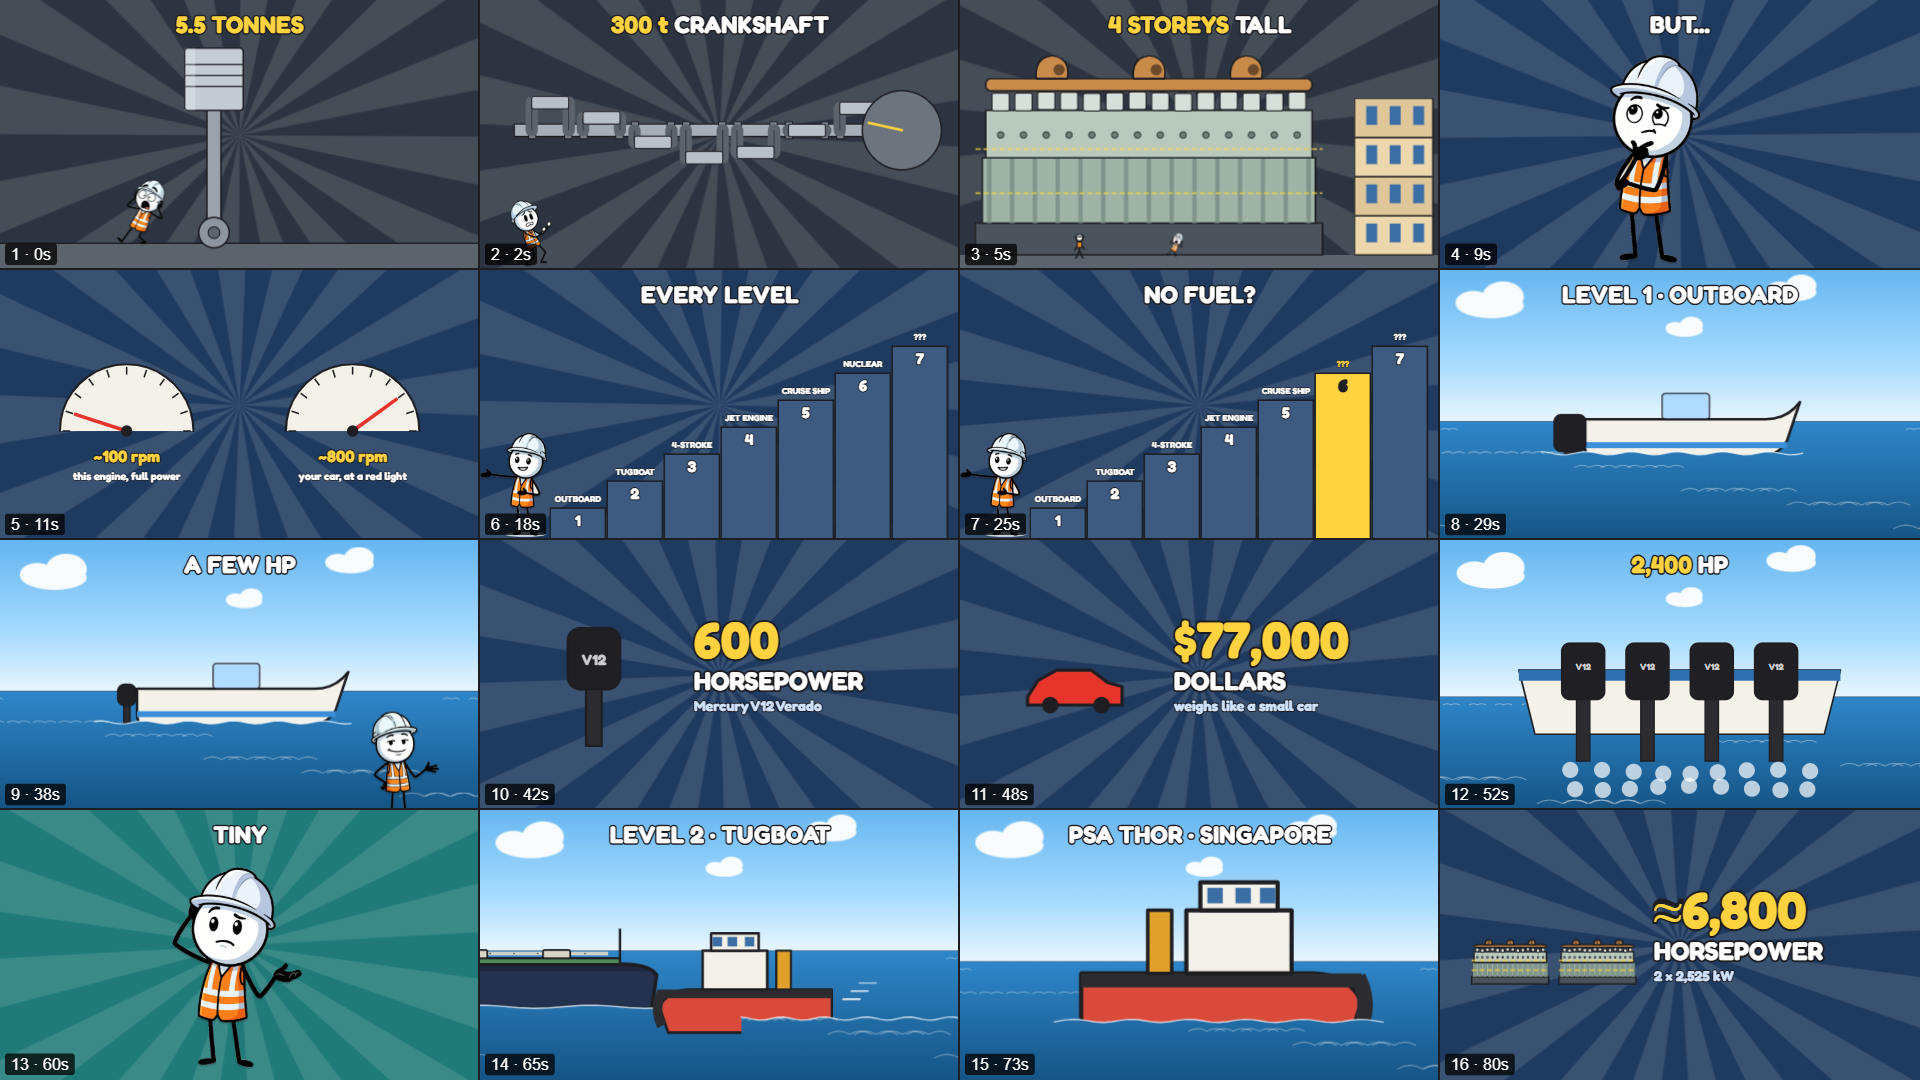 5.5 TONNES
1 · 0s
300 t CRANKSHAFT
2 · 2s
4 STOREYS TALL
3 · 5s
BUT...
4 · 9s
~100 rpm
this engine, full power
~800 rpm
your car, at a red light
5 · 11s
EVERY LEVEL
???
7
NUCLEAR
6
CRUISE SHIP
5
JET ENGINE
4
4-STROKE
3
TUGBOAT
2
OUTBOARD
1
6 · 18s
NO FUEL?
???
7
???
6
CRUISE SHIP
5
JET ENGINE
4
4-STROKE
3
TUGBOAT
2
OUTBOARD
1
7 · 25s
LEVEL 1 · OUTBOARD
8 · 29s
A FEW HP
9 · 38s
V12
600
HORSEPOWER
Mercury V12 Verado
10 · 42s
$77,000
DOLLARS
weighs like a small car
11 · 48s
2,400 HP
V12 V12 V12 V12
12 · 52s
TINY
13 · 60s
LEVEL 2 · TUGBOAT
14 · 65s
PSA THOR · SINGAPORE
15 · 73s
≈6,800
HORSEPOWER
2 × 2,525 kW
16 · 80s